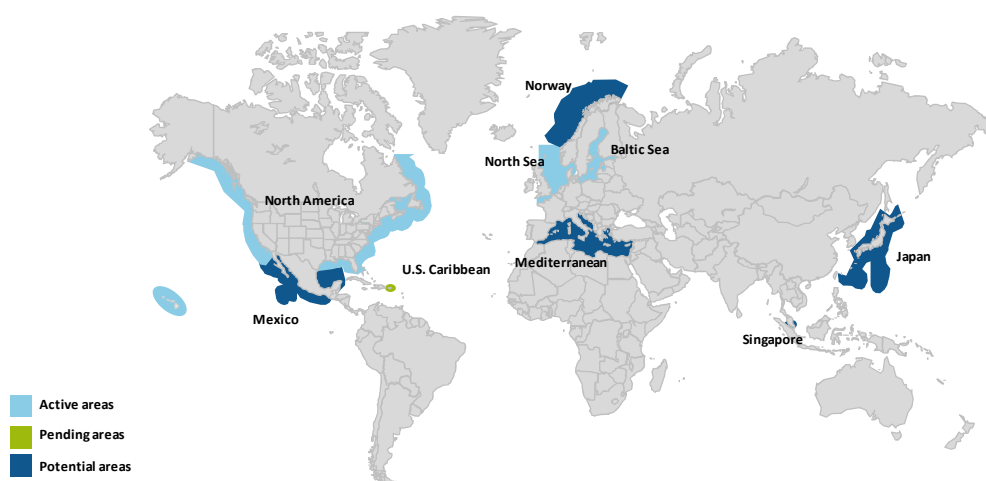 Norway
North Sea
Baltic Sea
North America
U.S. Caribbean
Mediterranean
Japan
Mexico
Singapore
Active areas
Pending areas
Potential areas